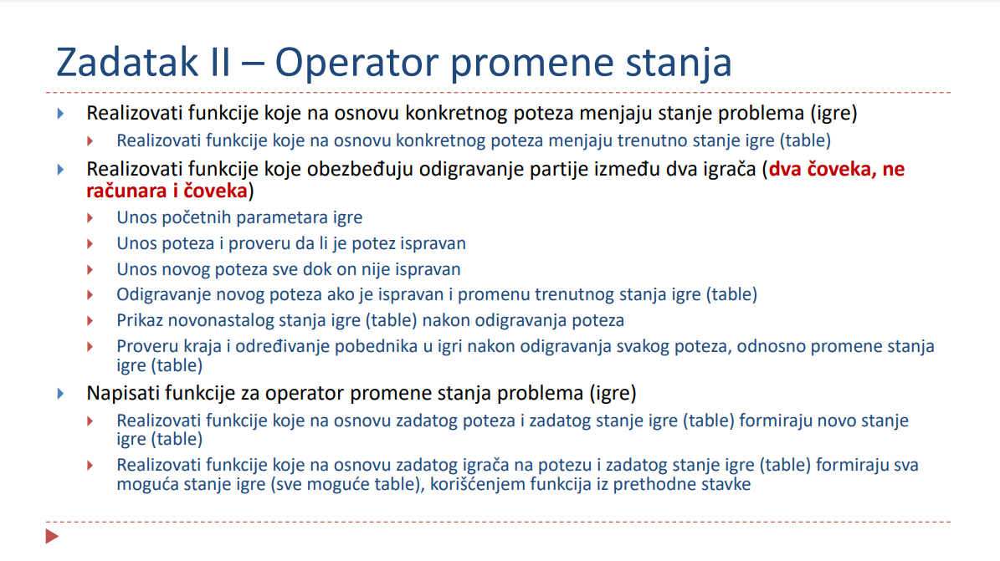 Zadatak II – Operator promene stanja
Realizovati funkcije koje na osnovu konkretnog poteza menjaju stanje problema (igre)
Realizovati funkcije koje na osnovu konkretnog poteza menjaju trenutno stanje igre (table)
Realizovati funkcije koje obezbeđuju odigravanje partije između dva igrača (dva čoveka, ne
računara i čoveka)
Unos početnih parametara igre
Unos poteza i proveru da li je potez ispravan
Unos novog poteza sve dok on nije ispravan
Odigravanje novog poteza ako je ispravan i promenu trenutnog stanja igre (table)
Prikaz novonastalog stanja igre (table) nakon odigravanja poteza
Proveru kraja i određivanje pobednika u igri nakon odigravanja svakog poteza, odnosno promene stanja
igre (table)
Napisati funkcije za operator promene stanja problema (igre)
Realizovati funkcije koje na osnovu zadatog poteza i zadatog stanje igre (table) formiraju novo stanje
igre (table)
Realizovati funkcije koje na osnovu zadatog igrača na potezu i zadatog stanje igre (table) formiraju sva
moguća stanje igre (sve moguće table), korišćenjem funkcija iz prethodne stavke